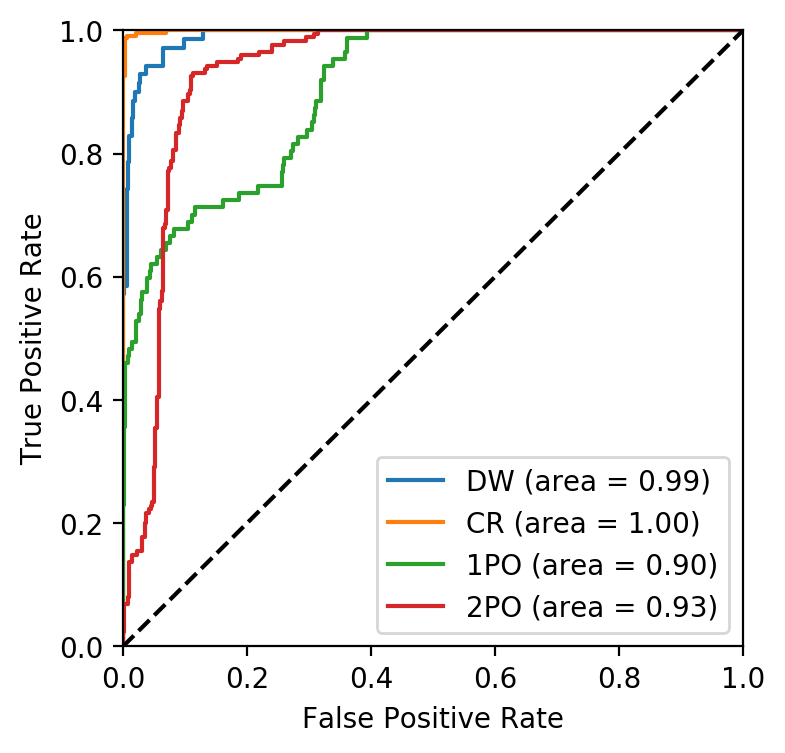 1.0
0.8
0.6
0.4
0.2
0.0
True Positive Rate
DW (area = 0.99)
CR (area = 1.00)
1PO (area = 0.90)
2PO (area = 0.93)
0.0 0.2 0.4 0.6 0.8 1.0
False Positive Rate